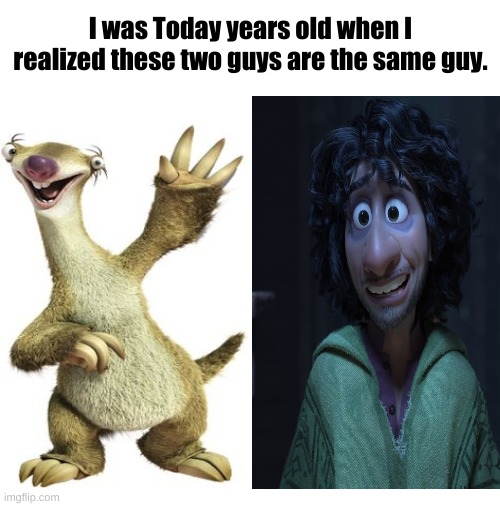 I was Today years old when I
realized these two guys are the same guy.
imgflip.com